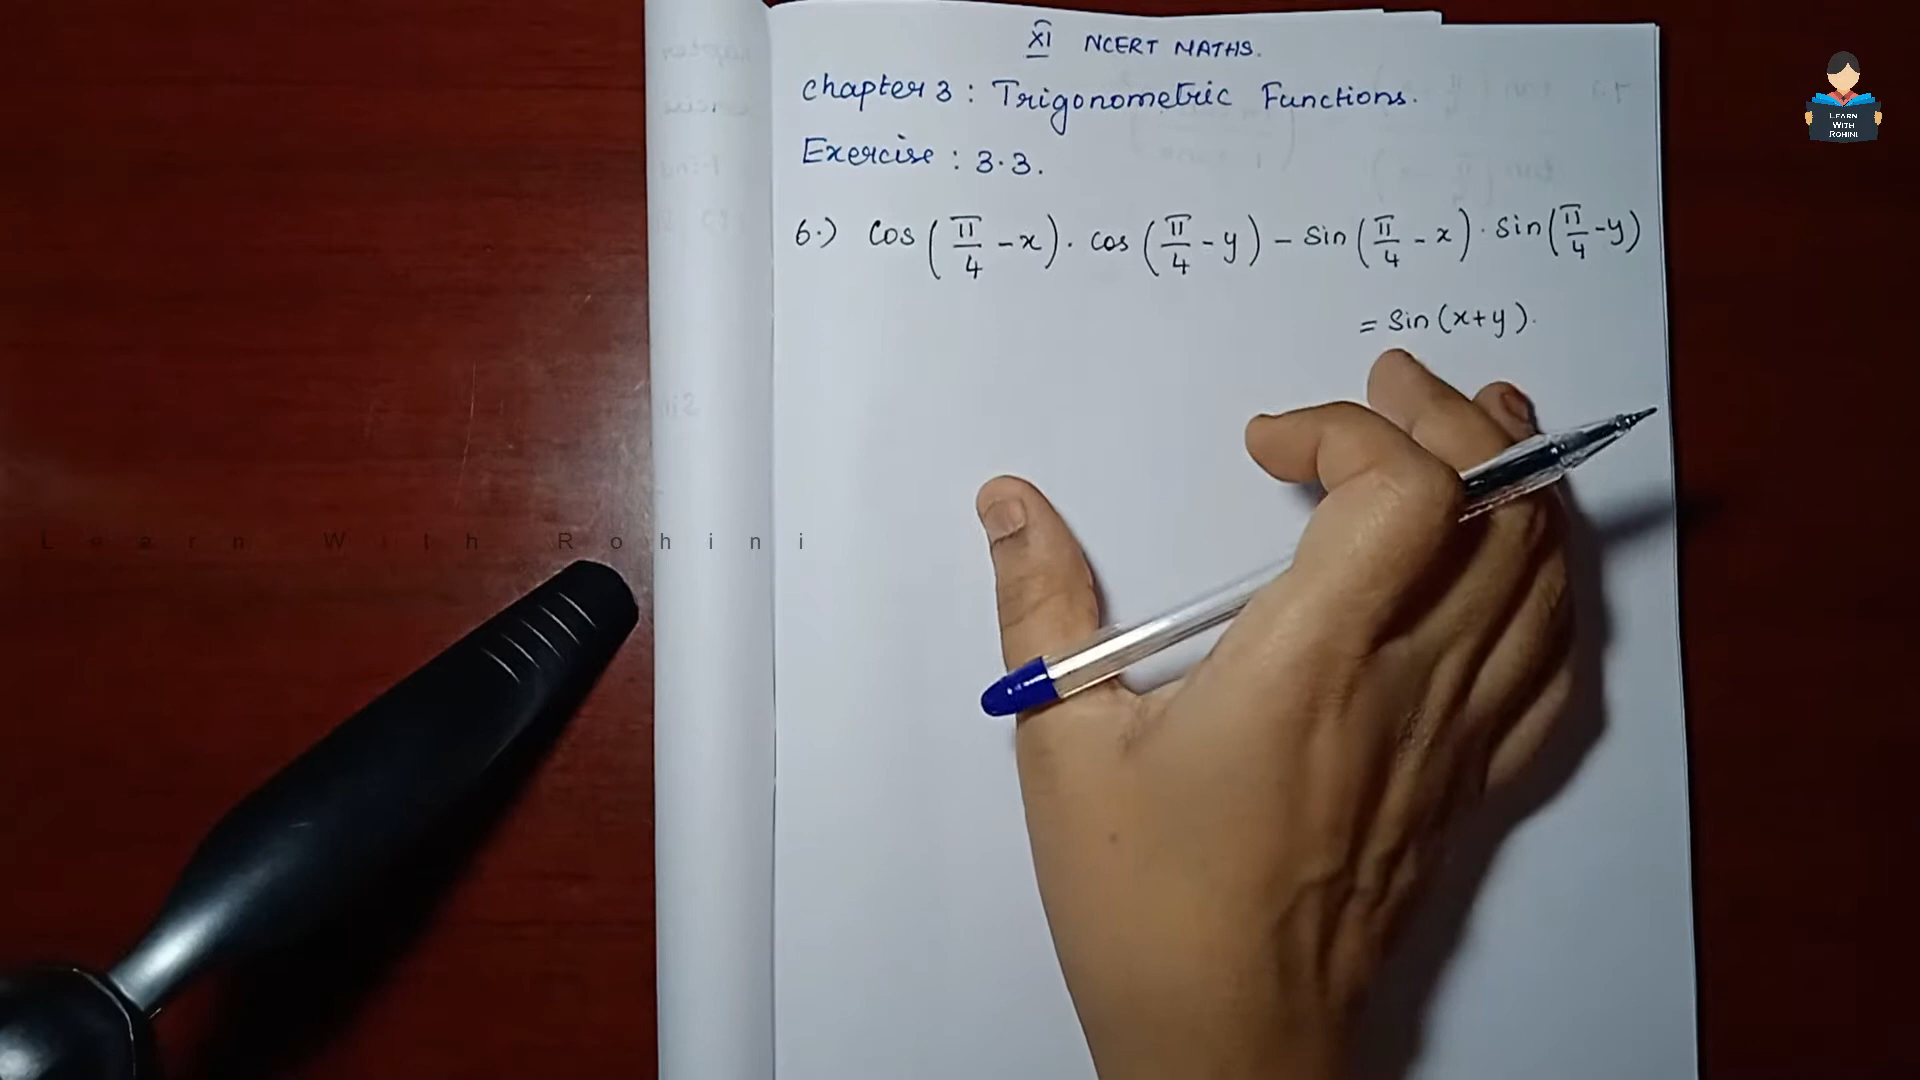 XI NCERT MATHS.
Chapter 3 : Trigonometric Functions.
Exercise : 3.3.
6.) Cos (π/4 - x) . cos (π/4 - y) - Sin (π/4 - x) . Sin (π/4 - y)
= Sin (x+y).
LEARN
WITH
ROHINI
Learn With Rohini